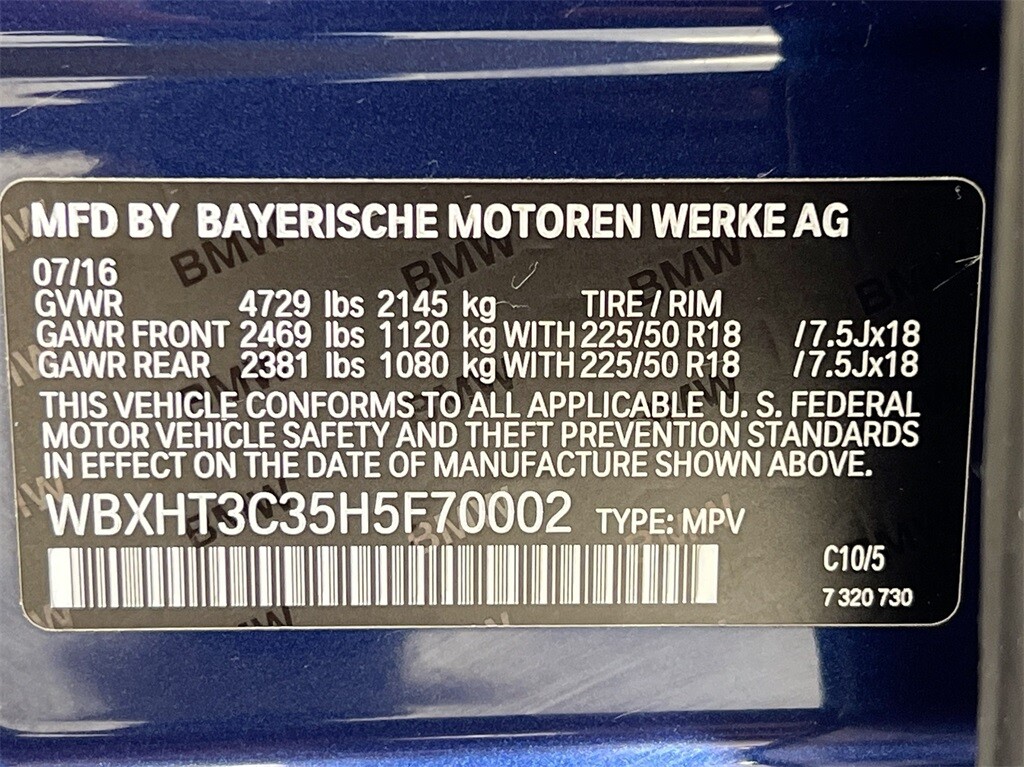 MFD BY BAYERISCHE MOTOREN WERKE AG
07/16
GVWR 4729 lbs 2145 kg TIRE / RIM
GAWR FRONT 2469 lbs 1120 kg WITH 225/50 R18 /7.5Jx18
GAWR REAR 2381 lbs 1080 kg WITH 225/50 R18 /7.5Jx18
THIS VEHICLE CONFORMS TO ALL APPLICABLE U. S. FEDERAL
MOTOR VEHICLE SAFETY AND THEFT PREVENTION STANDARDS
IN EFFECT ON THE DATE OF MANUFACTURE SHOWN ABOVE.
WBXHT3C35H5F70002 TYPE: MPV
C10/5
7 320 730